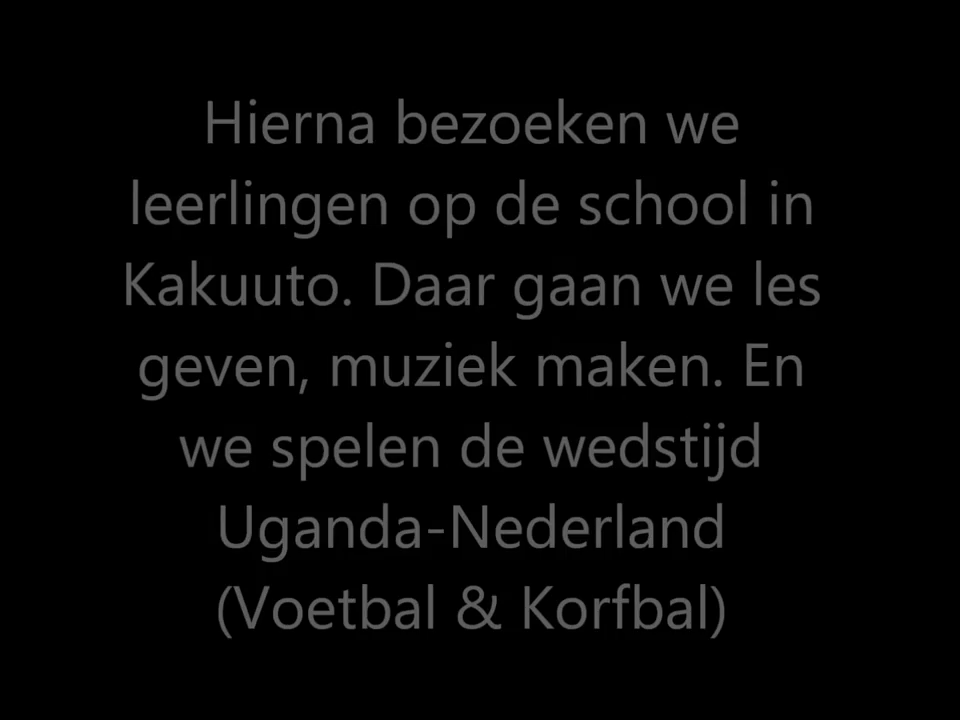 Hierna bezoeken we
leerlingen op de school in
Kakuuto. Daar gaan we les
geven, muziek maken. En
we spelen de wedstijd
Uganda-Nederland
(Voetbal & Korfbal)